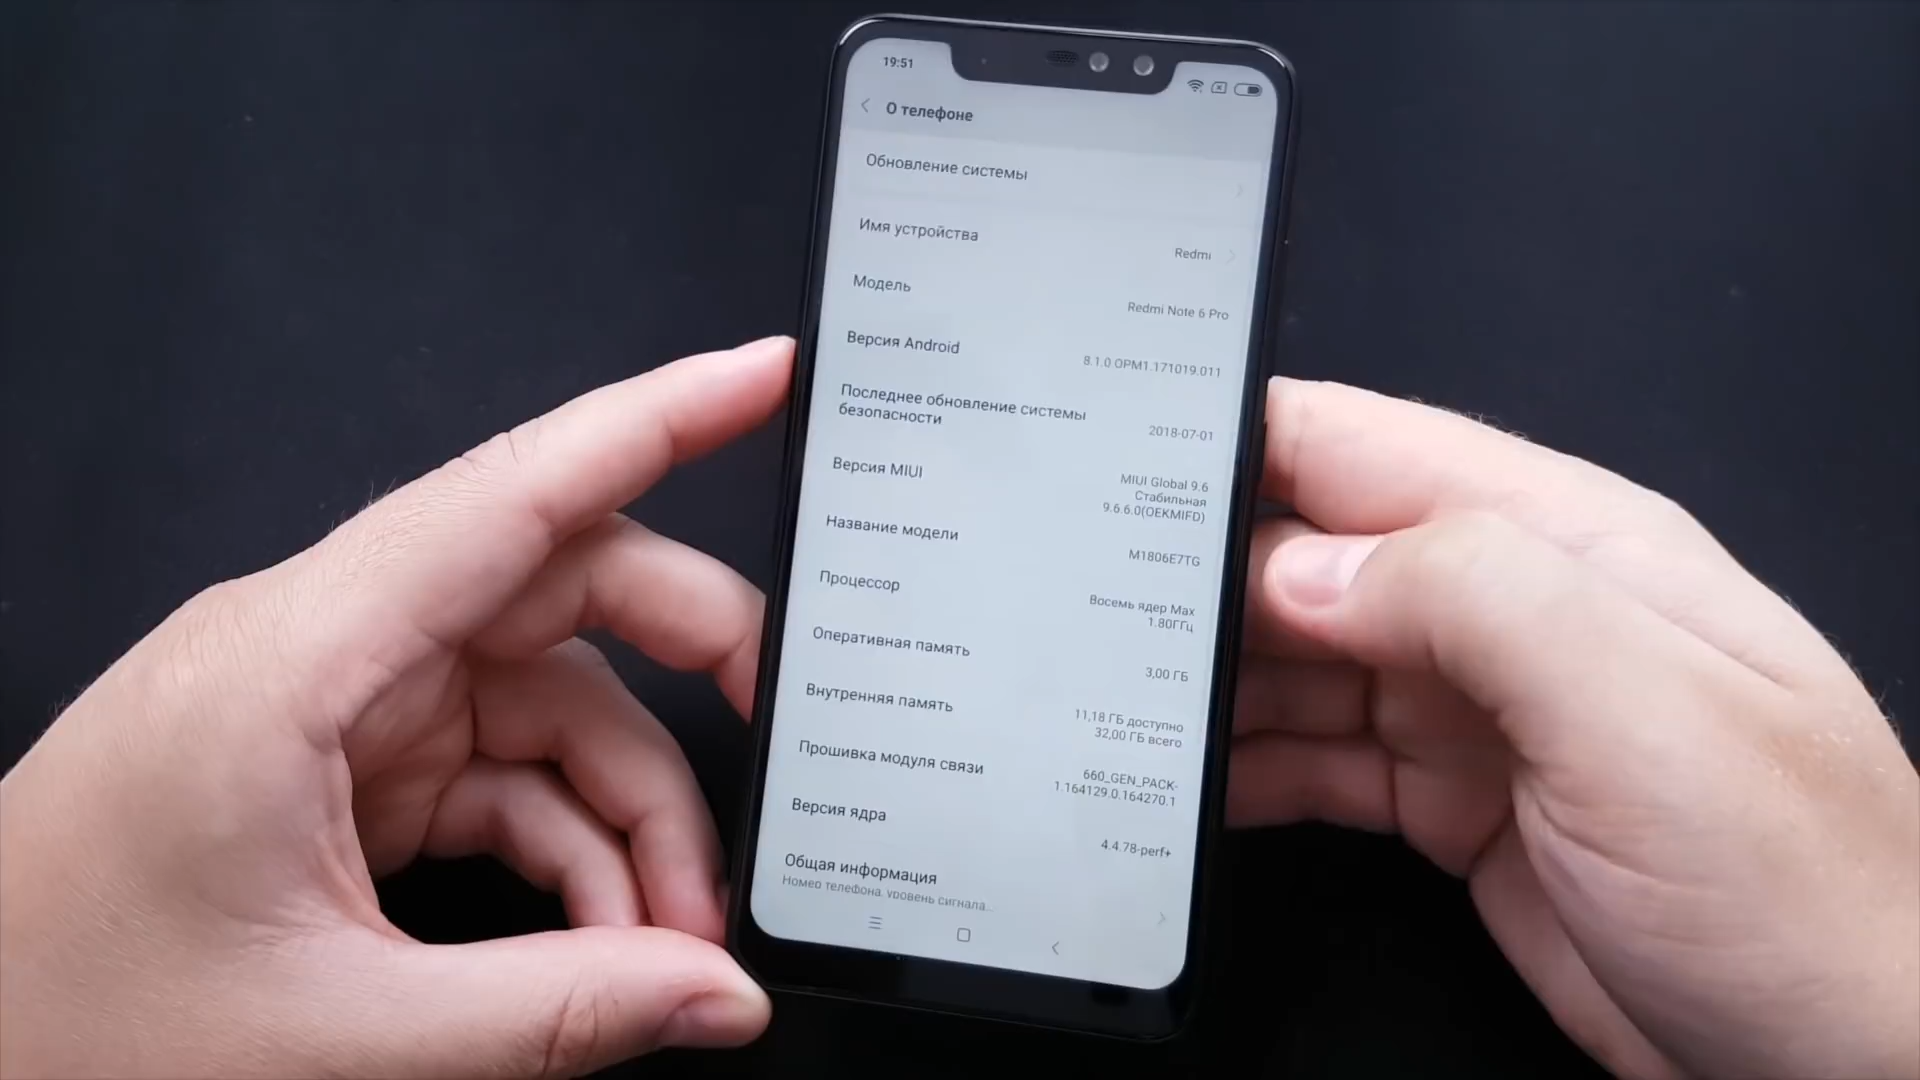 19:51
О телефоне
Обновление системы
Имя устройства
Redmi
Модель
Redmi Note 6 Pro
Версия Android
8.1.0 OPM1.171019.011
Последнее обновление системы
безопасности
2018-07-01
Версия MIUI
MIUI Global 9.6
Стабильная
9.6.6.0(OEKMIFD)
Название модели
M1806E7TG
Процессор
Восемь ядер Max
1.80ГГц
Оперативная память
3,00 ГБ
Внутренняя память
11,18 ГБ доступно
32,00 ГБ всего
Прошивка модуля связи
660_GEN_PACK-
1.164129.0.164270.1
Версия ядра
4.4.78-perf+
Общая информация
Номер телефона, уровень сигнала...